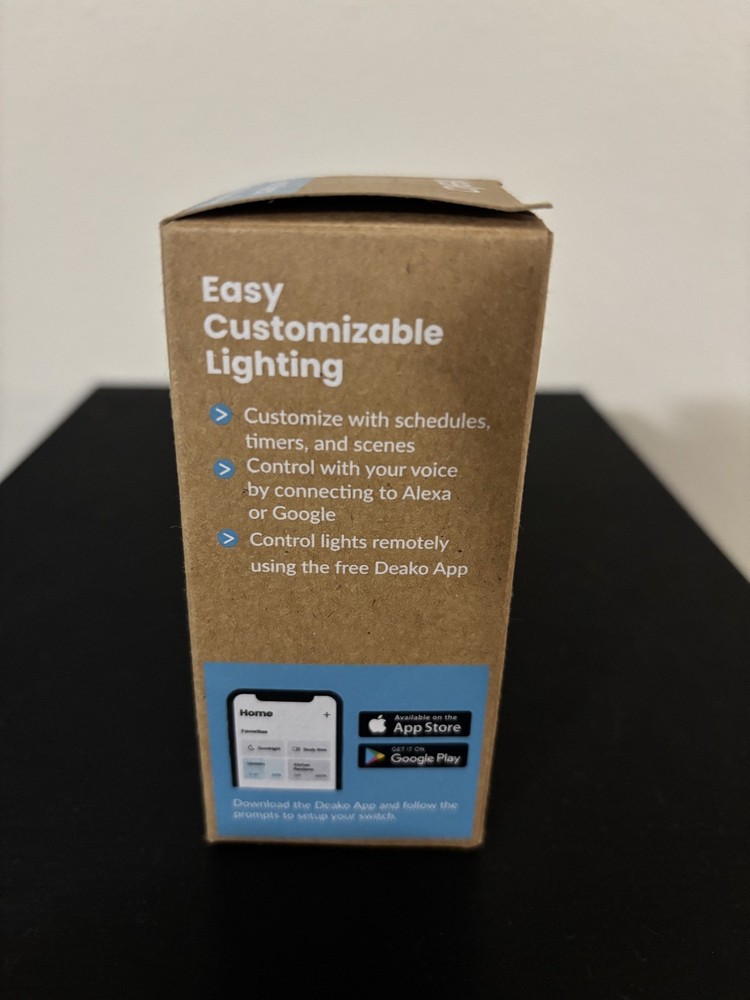 Easy
Customizable
Lighting
Customize with schedules,
timers, and scenes
Control with your voice
by connecting to Alexa
or Google
Control lights remotely
using the free Deako App
Home +
Favorites
Goodnight
Available on the
App Store
GET IT ON
Google Play
Download the Deako App and follow the
prompts to setup your switch.